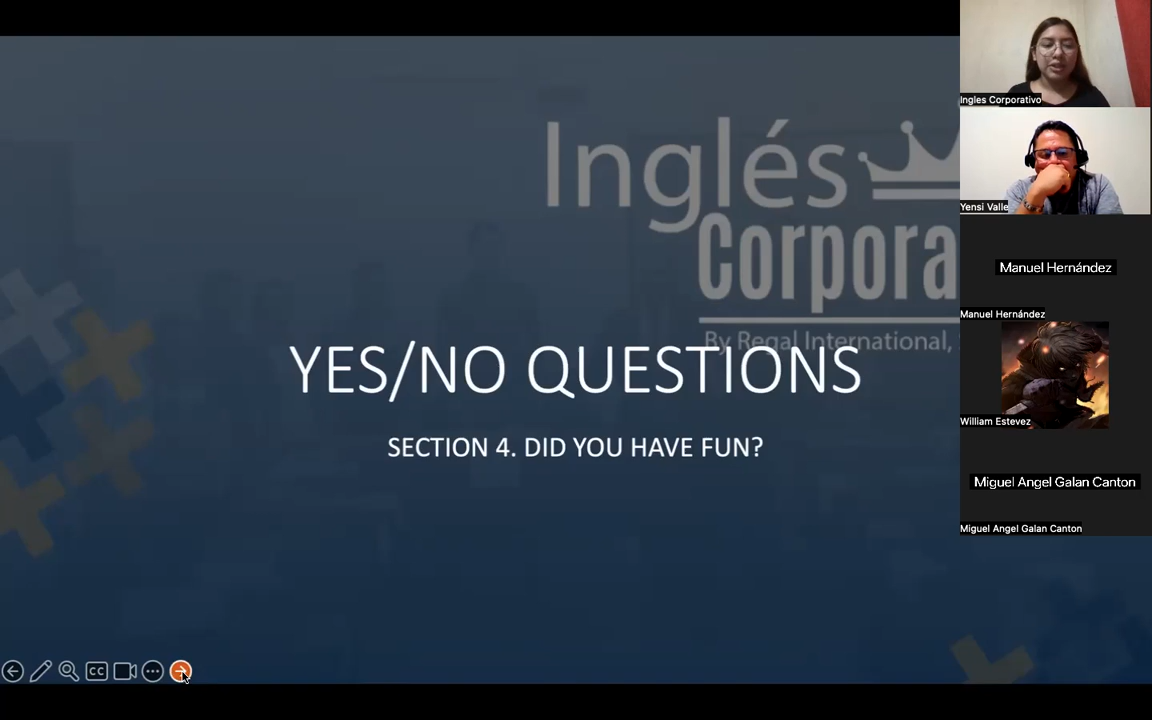 Inglés
Corpora
By Regal International,
YES/NO QUESTIONS
SECTION 4. DID YOU HAVE FUN?
CC
Ingles Corporativo
Yensi Valle
Manuel Hernández
Manuel Hernández
William Estevez
Miguel Angel Galan Canton
Miguel Angel Galan Canton